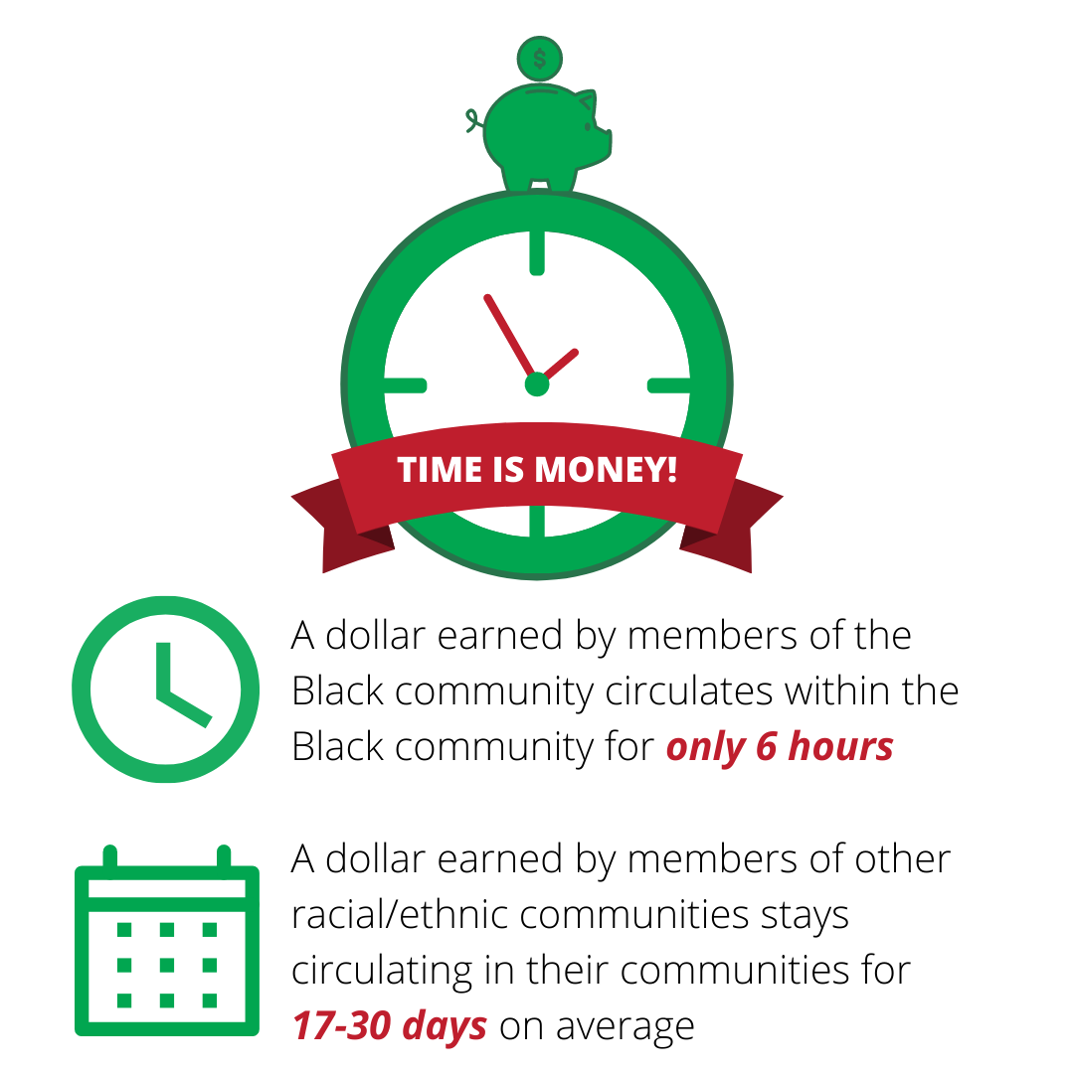 $
TIME IS MONEY!
A dollar earned by members of the
Black community circulates within the
Black community for only 6 hours
A dollar earned by members of other
racial/ethnic communities stays
circulating in their communities for
17-30 days on average